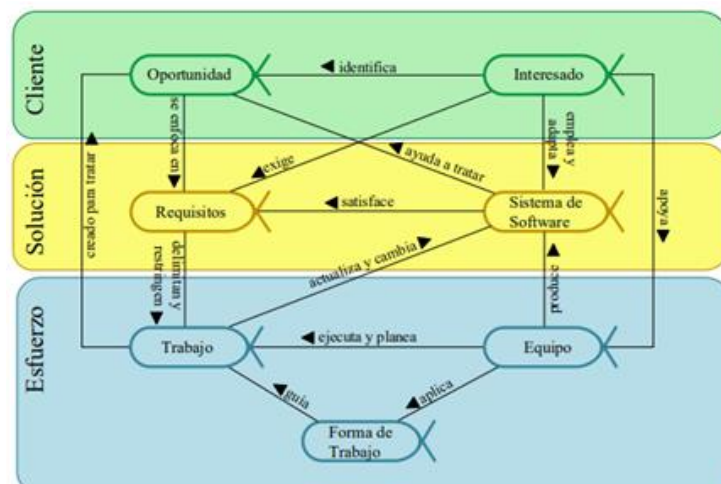 Cliente
Oportunidad
◄ identifica
Interesado
se enfoca en
emplea y
adapta
◄ exige
◄ ayuda a tratar
creado para tratar
apoya
Solución
Requisitos
◄ satisface
Sistema de
Software
delimitan y
restringen
actualiza y cambia
produce
Esfuerzo
Trabajo
◄ ejecuta y planea
Equipo
◄ guía
◄ aplica
Forma de
Trabajo